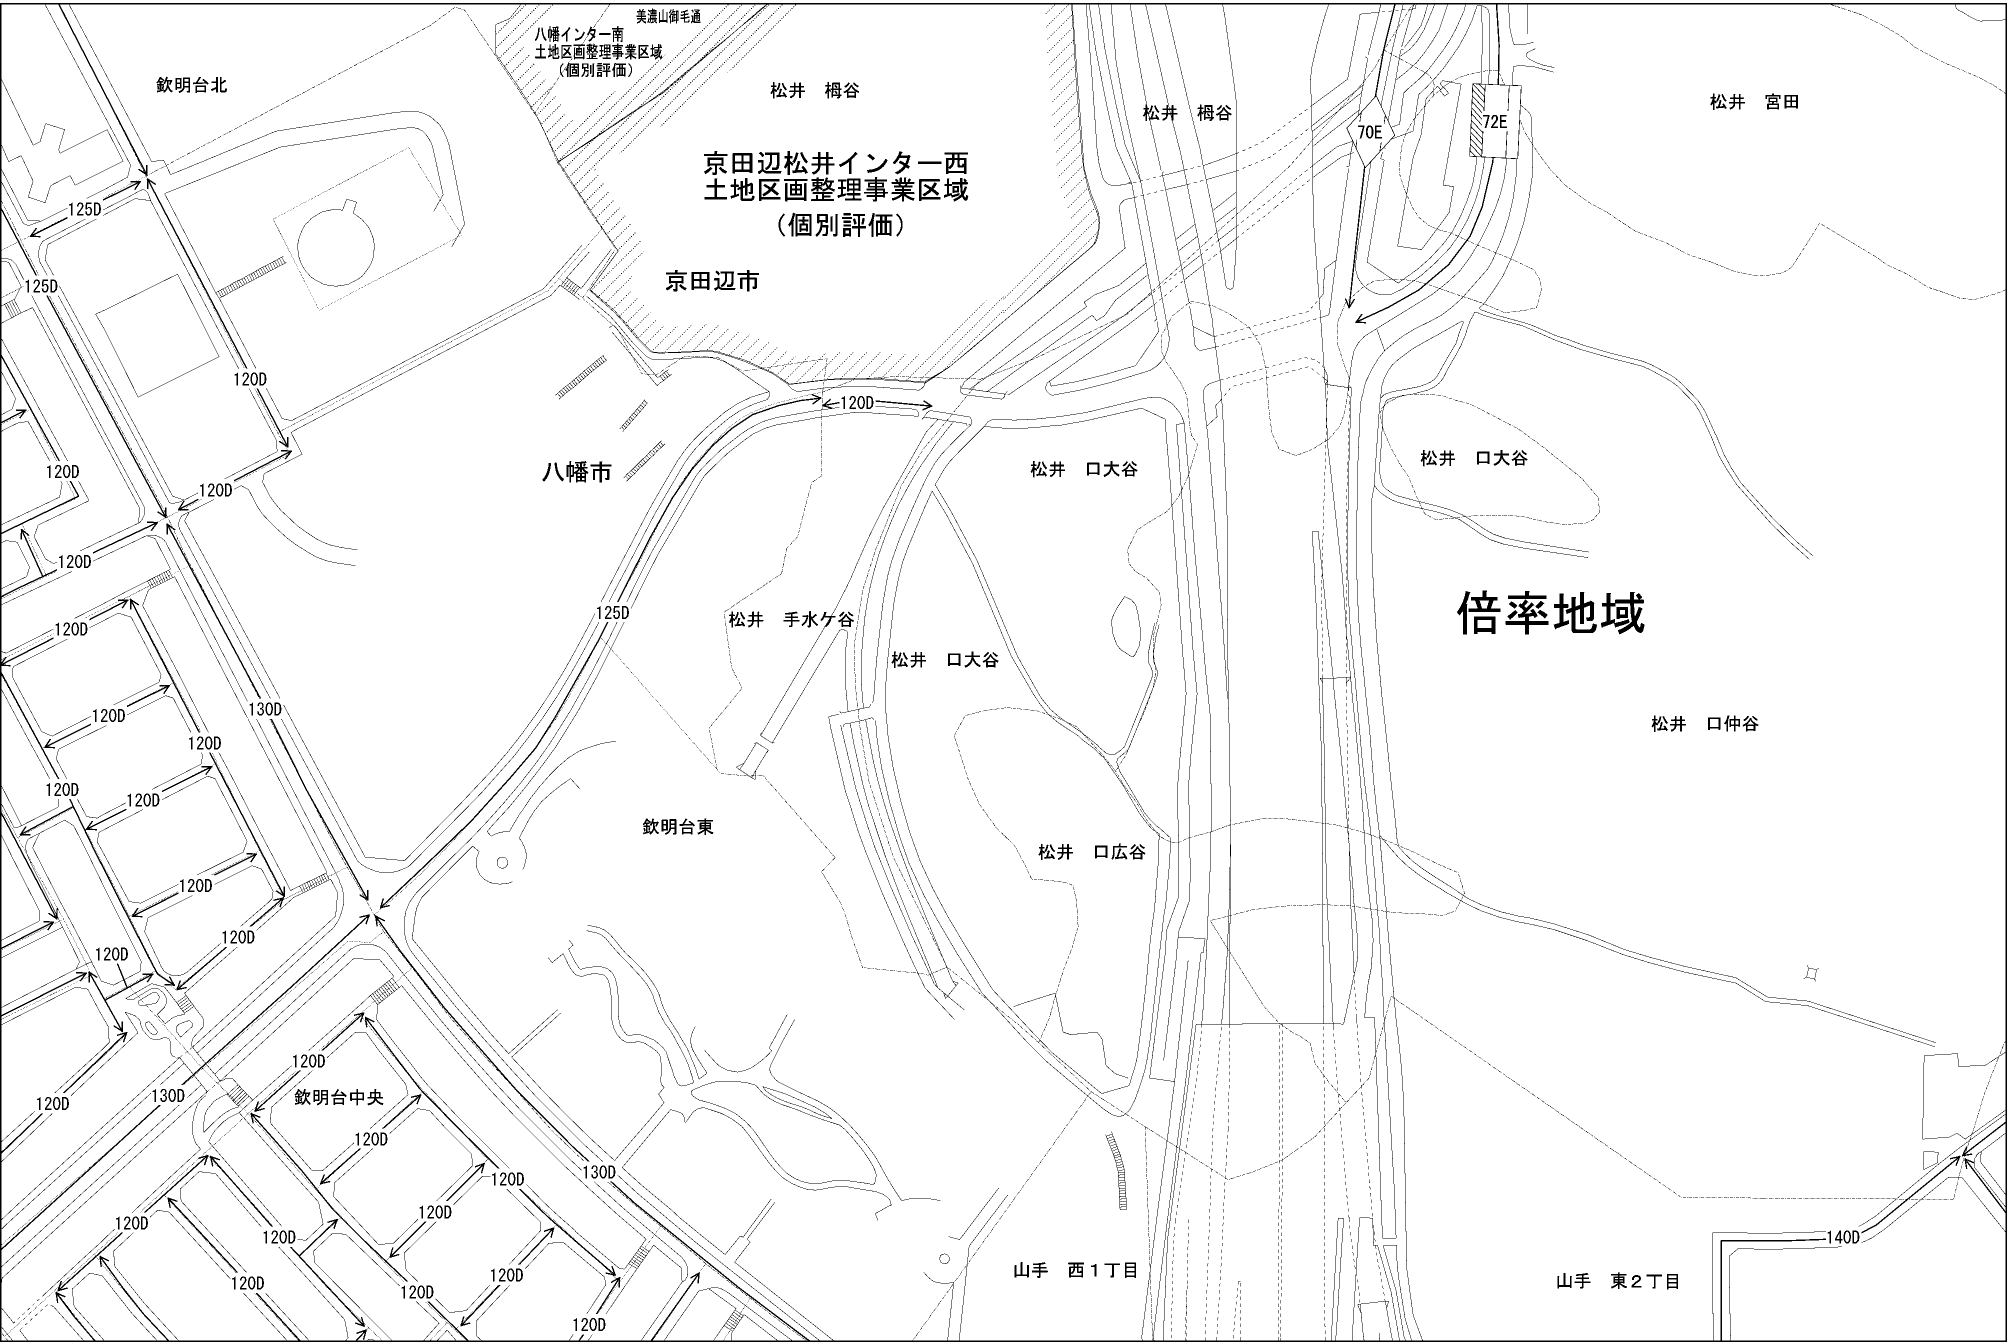 美濃山御毛通
八幡インター南
土地区画整理事業区域
(個別評価)
欽明台北
松井　栂谷
松井　栂谷
松井　宮田
70E
72E
京田辺松井インター西
土地区画整理事業区域
(個別評価)
125D
京田辺市
125D
120D
120D
松井　口大谷
松井　口大谷
八幡市
120D
120D
120D
125D
松井　手水ケ谷
倍率地域
120D
松井　口大谷
130D
120D
松井　口仲谷
120D
120D
120D
欽明台東
松井　口広谷
120D
120D
120D
120D
欽明台中央
130D
120D
120D
130D
120D
120D
120D
120D
140D
山手　西１丁目
山手　東２丁目
120D
120D
120D
120D